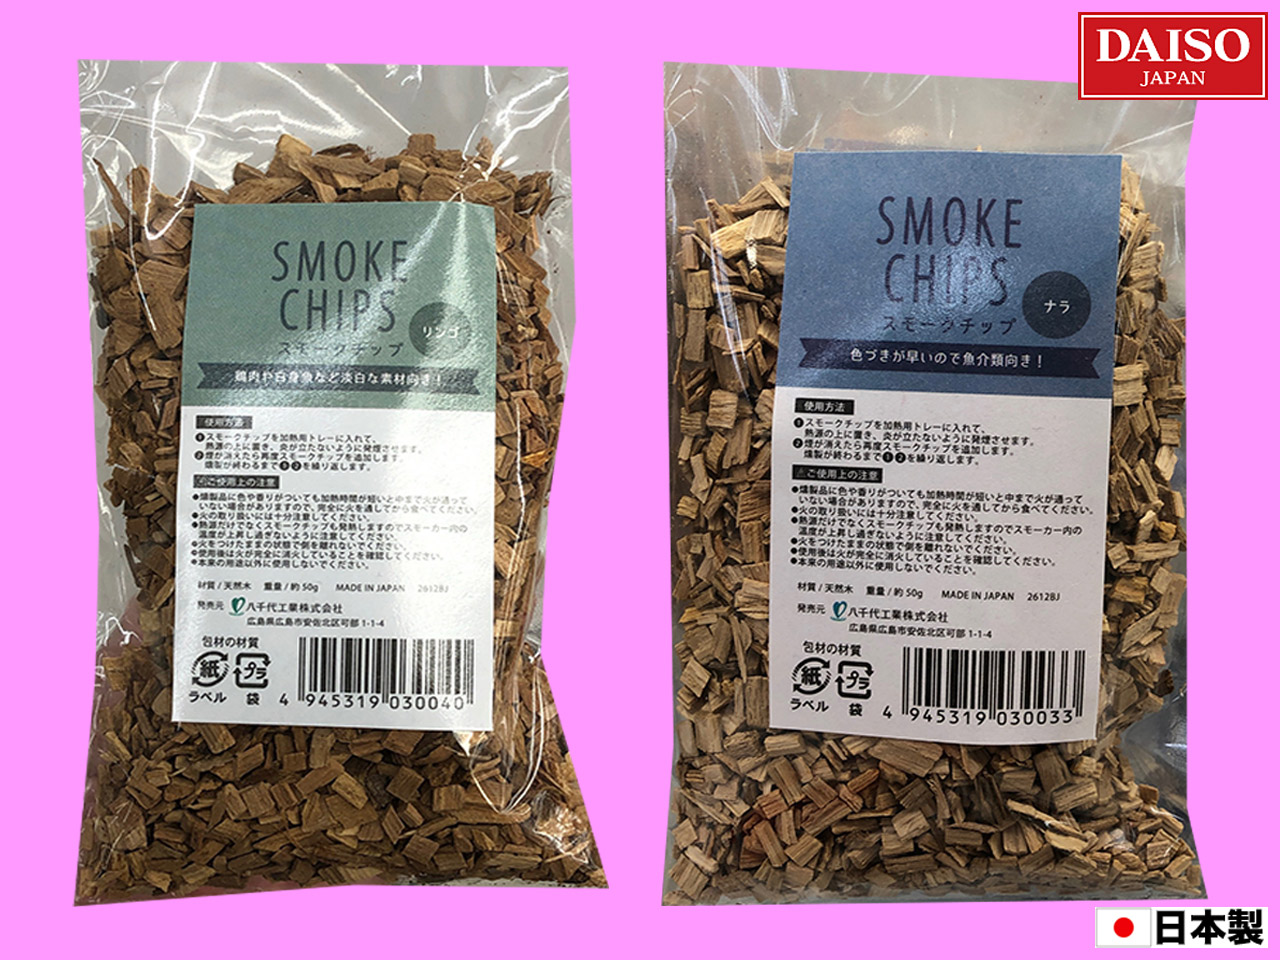 DAISO
JAPAN
SMOKE
CHIPS
リンゴ
スモークチップ
鶏肉や白身魚など淡白な素材向き！
使用方法
❶スモークチップを加熱用トレーに入れて、
熱源の上に置き、炎が立たないように発煙させます。
❷煙が消えたら再度スモークチップを追加します。
燻製が終わるまで❶❷を繰り返します。
⚠ご使用上の注意
●燻製品に色や香りがついても加熱時間が短いと中まで火が通って
いない場合がありますので、完全に火を通してから食べてください。
●火の取り扱いには十分注意してください。
●熱源だけでなくスモークチップも発熱しますのでスモーカー内の
温度が上昇し過ぎないように注意してください。
●火をつけたままの状態で側を離れないでください。
●使用後は火が完全に消火していることを確認してください。
●本来の用途以外に使用しないでください。
材質/天然木 重量/約50g MADE IN JAPAN 2612BJ
発売元 八千代工業株式会社
広島県広島市安佐北区可部1-1-4
包材の材質
紙 プラ
ラベル 袋
4 945319 030040
SMOKE
CHIPS
ナラ
スモークチップ
色づきが早いので魚介類向き！
使用方法
❶スモークチップを加熱用トレーに入れて、
熱源の上に置き、炎が立たないように発煙させます。
❷煙が消えたら再度スモークチップを追加します。
燻製が終わるまで❶❷を繰り返します。
⚠ご使用上の注意
●燻製品に色や香りがついても加熱時間が短いと中まで火が通って
いない場合がありますので、完全に火を通してから食べてください。
●火の取り扱いには十分注意してください。
●熱源だけでなくスモークチップも発熱しますのでスモーカー内の
温度が上昇し過ぎないように注意してください。
●火をつけたままの状態で側を離れないでください。
●使用後は火が完全に消火していることを確認してください。
●本来の用途以外に使用しないでください。
材質/天然木 重量/約50g MADE IN JAPAN 2612BJ
発売元 八千代工業株式会社
広島県広島市安佐北区可部1-1-4
包材の材質
紙 プラ
ラベル 袋
4 945319 030033
日本製